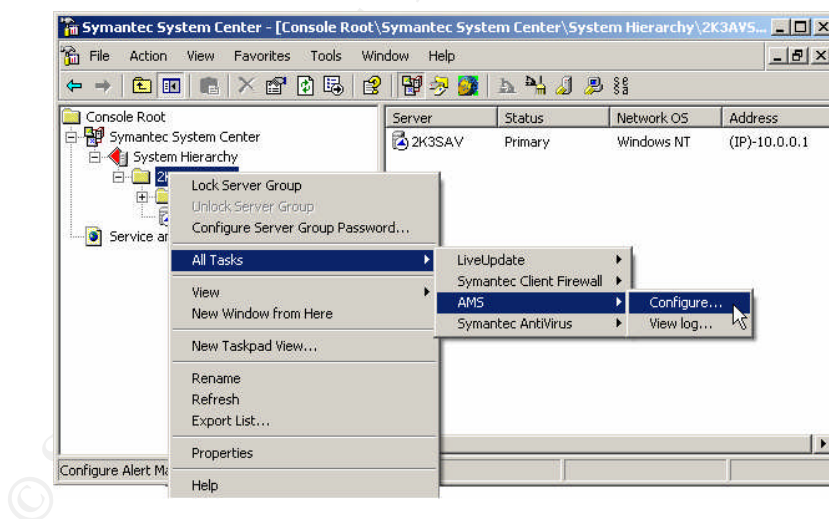 Symantec System Center - [Console Root\Symantec System Center\System Hierarchy\2K3AVS...
File Action View Favorites Tools Window Help
Console Root
Symantec System Center
System Hierarchy
Service
Server Status Network OS Address
2K3SAV Primary Windows NT (IP)-10.0.0.1
Lock Server Group
Unlock Server Group
Configure Server Group Password...
All Tasks
View
New Window from Here
New Taskpad View...
Rename
Refresh
Export List...
Properties
Help
LiveUpdate
Symantec Client Firewall
AMS
Symantec AntiVirus
Configure...
View log...
Configure Alert
©